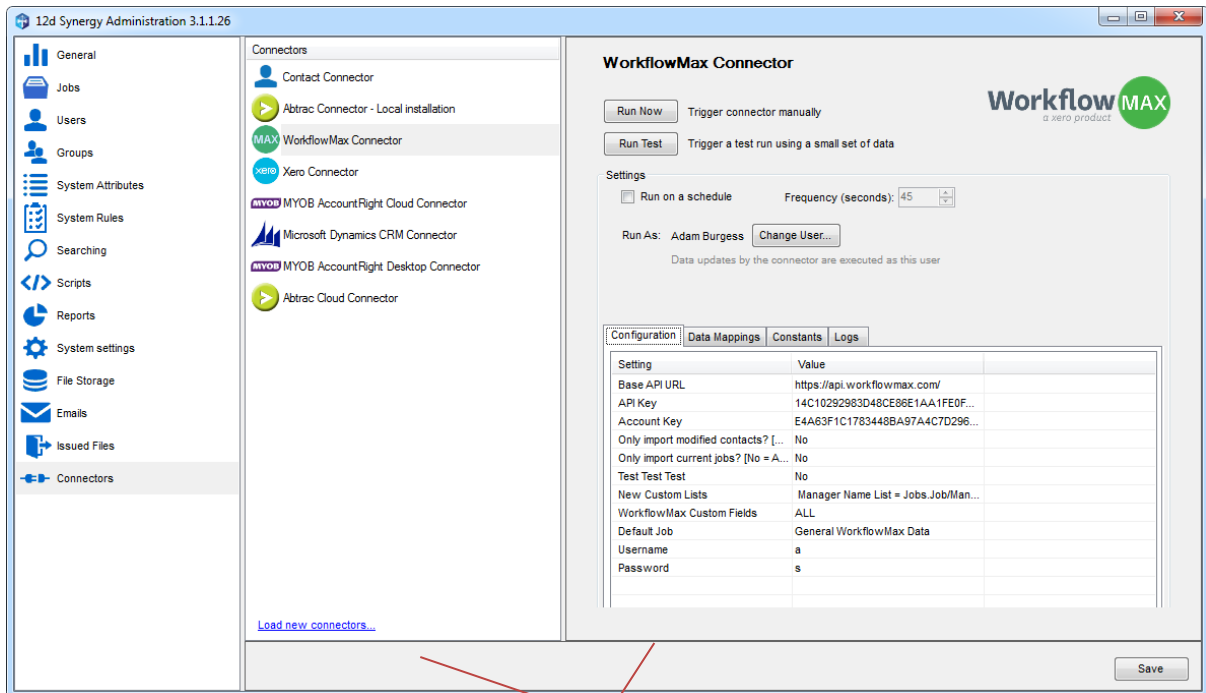 12d Synergy Administration 3.1.1.26
General
Jobs
Users
Groups
System Attributes
System Rules
Searching
Scripts
Reports
System settings
File Storage
Emails
Issued Files
Connectors
Connectors
Contact Connector
Abtrac Connector - Local installation
MAX WorkflowMax Connector
xero Xero Connector
MYOB MYOB AccountRight Cloud Connector
Microsoft Dynamics CRM Connector
MYOB MYOB AccountRight Desktop Connector
Abtrac Cloud Connector
Load new connectors...
WorkflowMax Connector
Workflow MAX
a xero product
Run Now Trigger connector manually
Run Test Trigger a test run using a small set of data
Settings
Run on a schedule Frequency (seconds): 45
Run As: Adam Burgess Change User...
Data updates by the connector are executed as this user
Configuration Data Mappings Constants Logs
Setting Value
Base API URL https://api.workflowmax.com/
API Key 14C10292983D48CE86E1AA1FE0F...
Account Key E4A63F1C1783448BA97A4C7D296...
Only import modified contacts? [... No
Only import current jobs? [No = A... No
Test Test Test No
New Custom Lists Manager Name List = Jobs.Job/Man...
WorkflowMax Custom Fields ALL
Default Job General WorkflowMax Data
Username a
Password s
Save